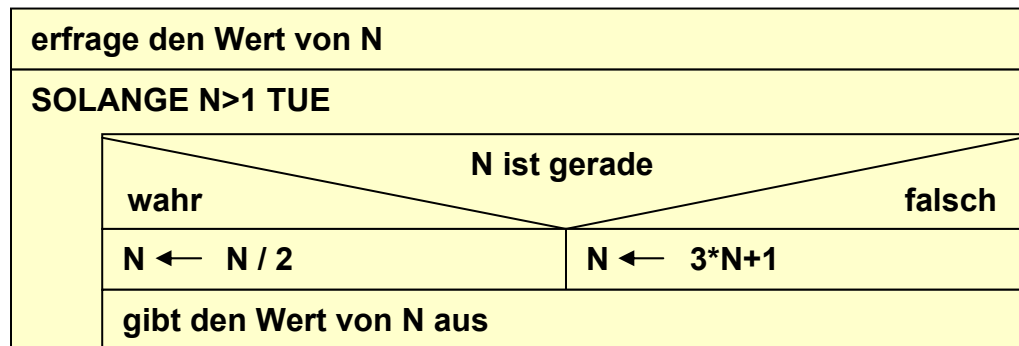 erfrage den Wert von N
SOLANGE N>1 TUE
N ist gerade
wahr falsch
N ← N / 2 N ← 3*N+1
gibt den Wert von N aus